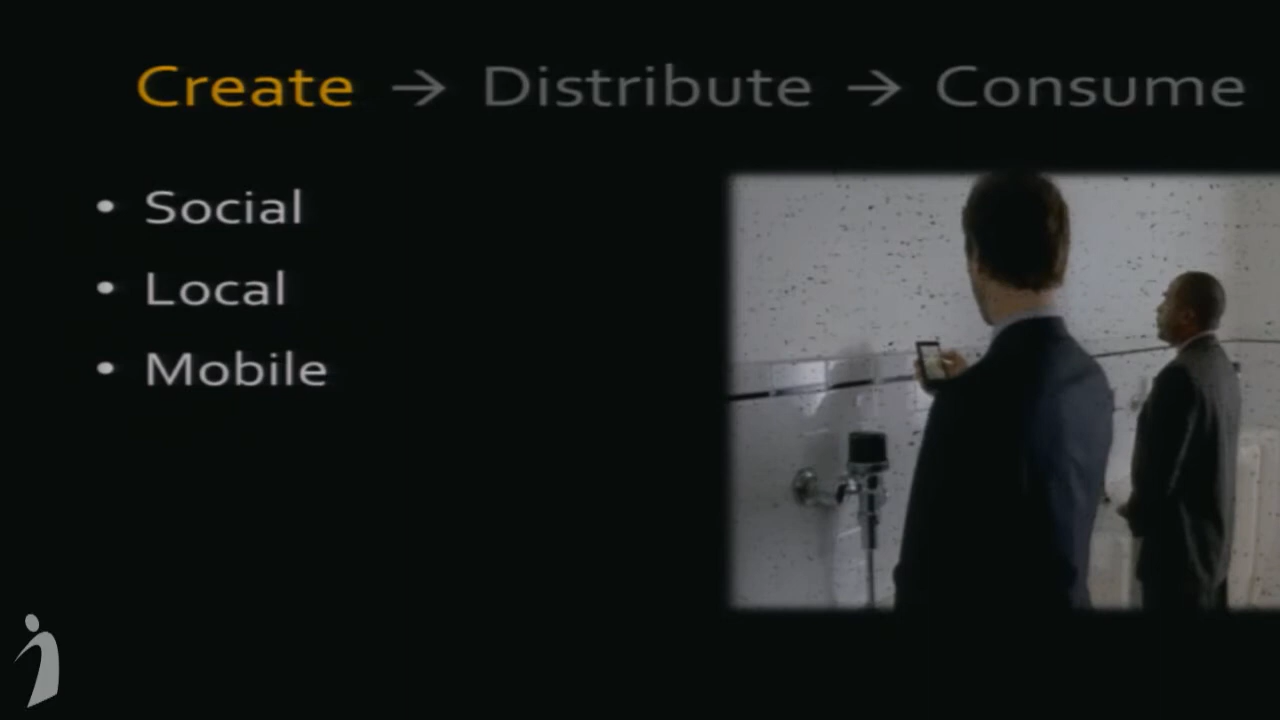 Create → Distribute → Consume
• Social
• Local
• Mobile